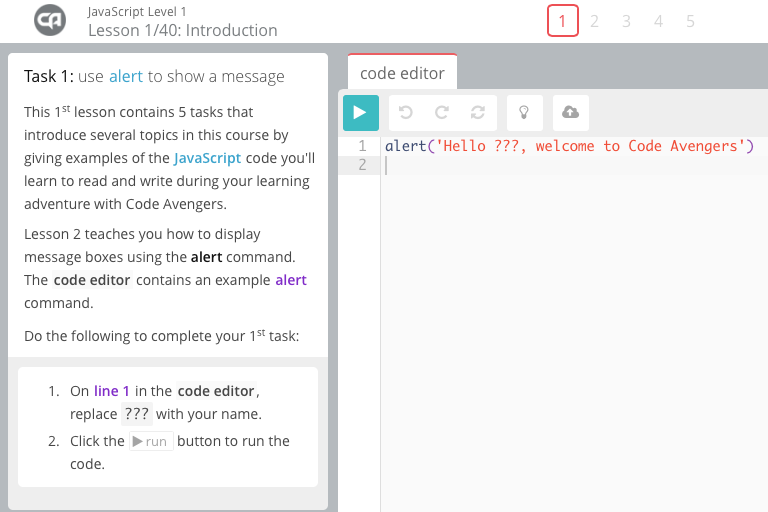 CA
JavaScript Level 1
Lesson 1/40: Introduction
1 2 3 4 5
Task 1: use alert to show a message
This 1st lesson contains 5 tasks that
introduce several topics in this course by
giving examples of the JavaScript code you'll
learn to read and write during your learning
adventure with Code Avengers.
Lesson 2 teaches you how to display
message boxes using the alert command.
The code editor contains an example alert
command.
Do the following to complete your 1st task:
1. On line 1 in the code editor,
replace ??? with your name.
2. Click the run button to run the
code.
code editor
1 alert('Hello ???, welcome to Code Avengers')
2